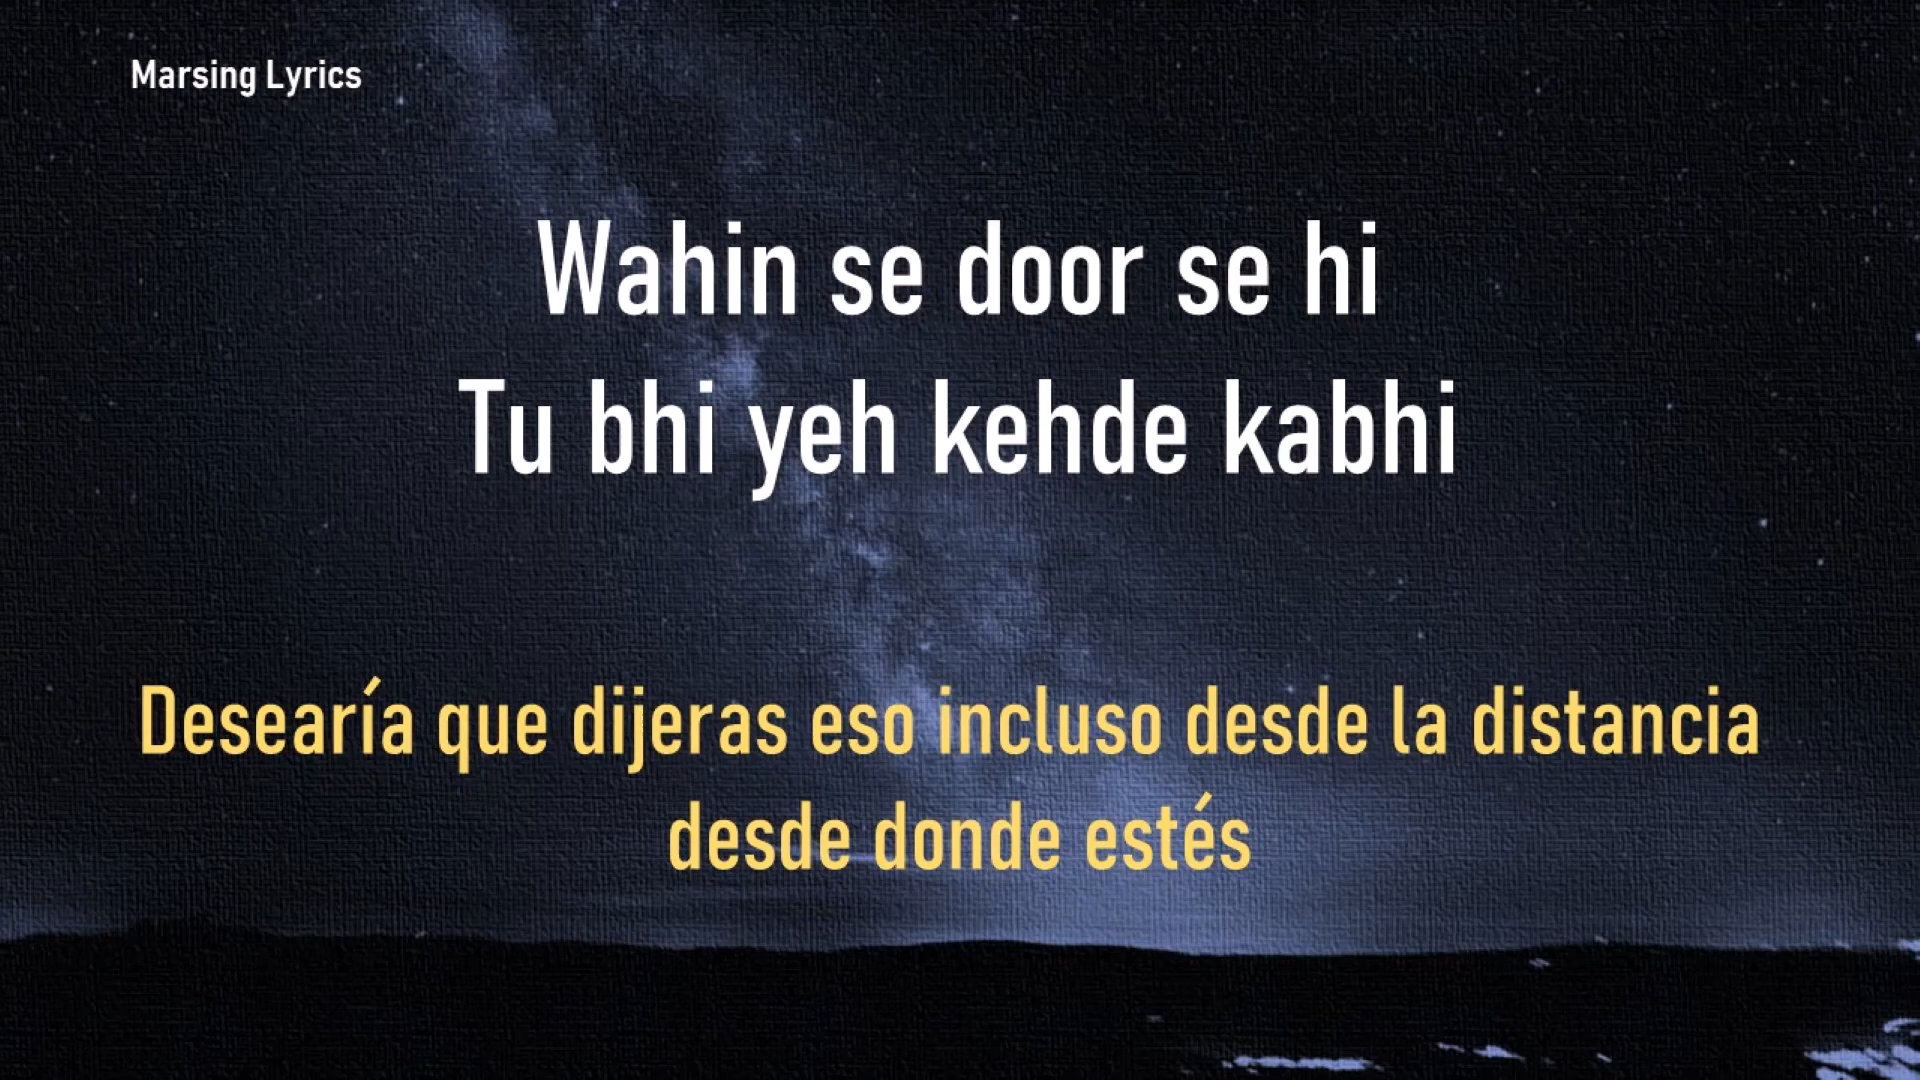 Marsing Lyrics
Wahin se door se hi
Tu bhi yeh kehde kabhi
Desearía que dijeras eso incluso desde la distancia
desde donde estés